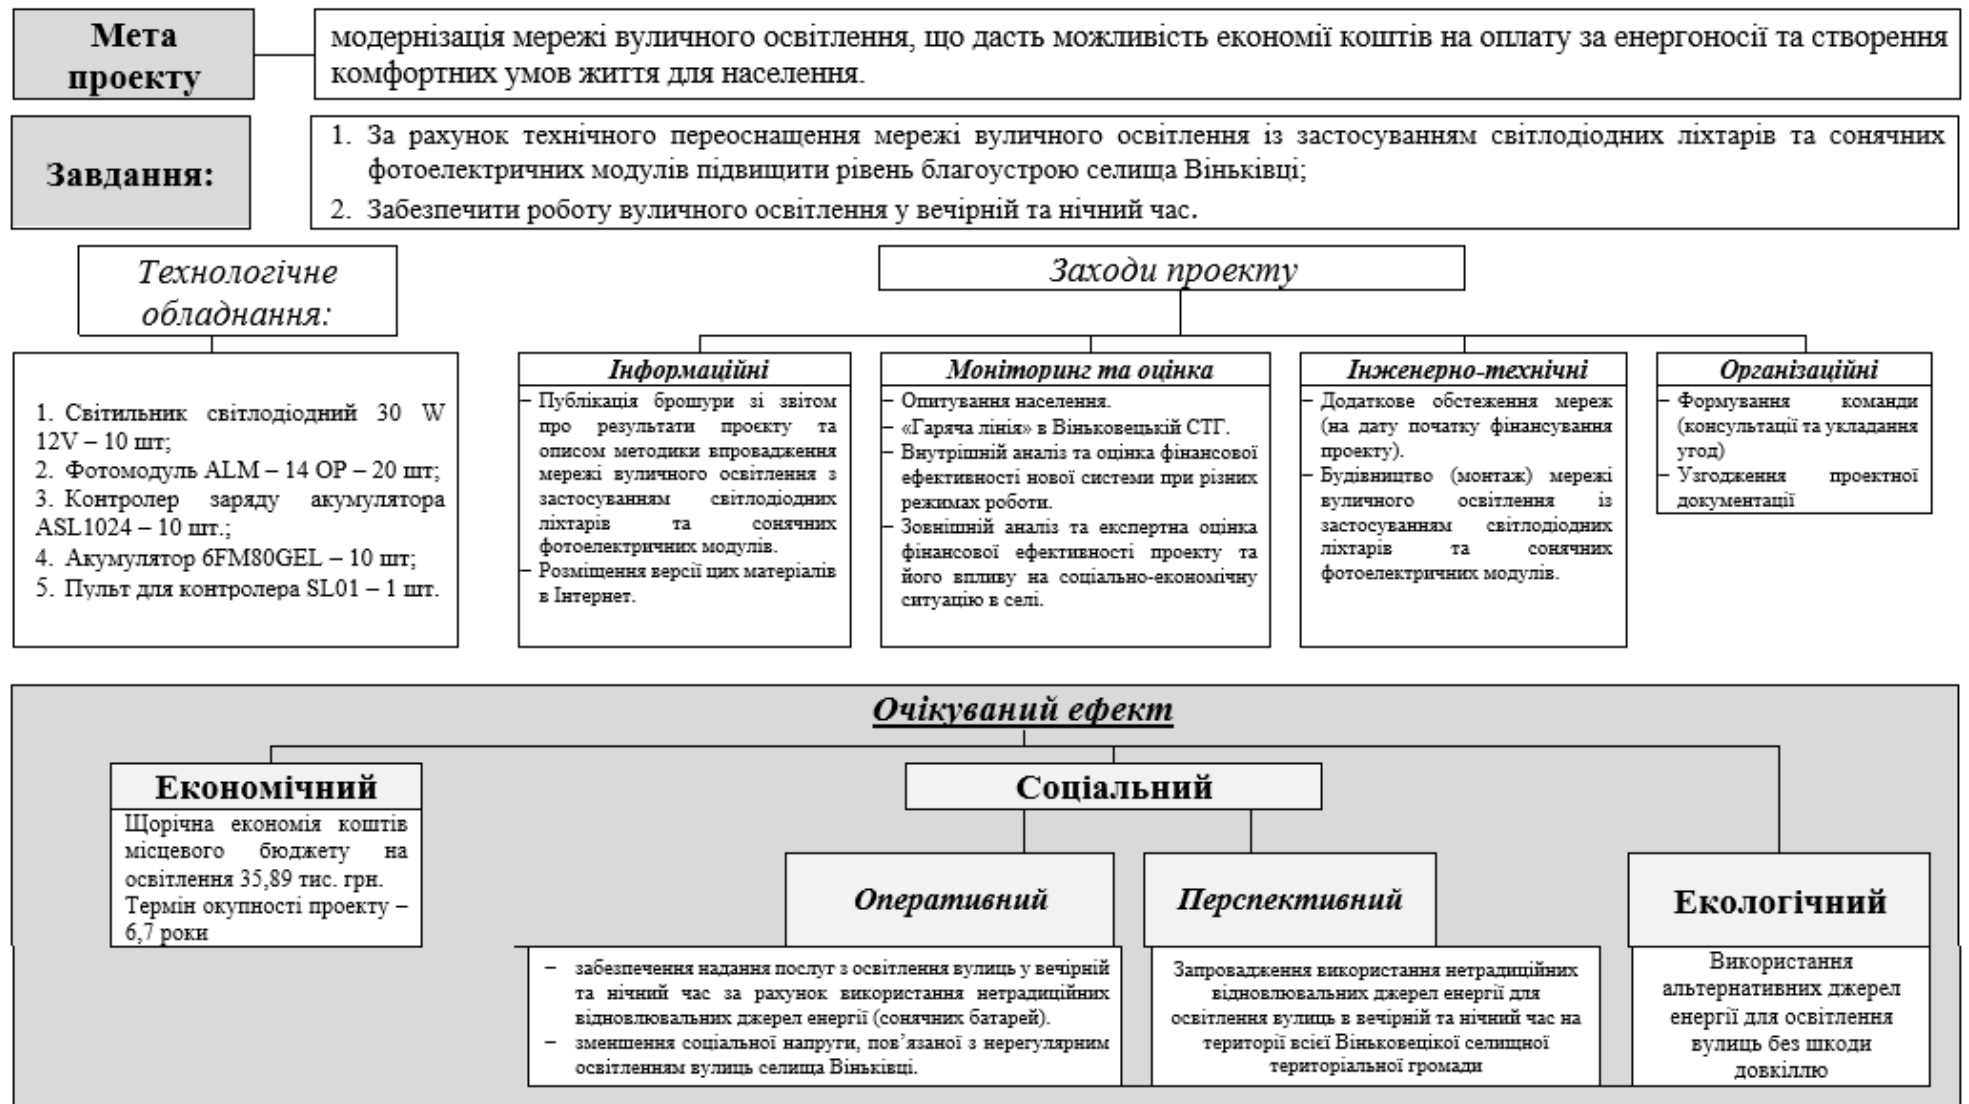 Мета
проекту
модернізація мережі вуличного освітлення, що дасть можливість економії коштів на оплату за енергоносії та створення
комфортних умов життя для населення.
Завдання:
1. За рахунок технічного переоснащення мережі вуличного освітлення із застосуванням світлодіодних ліхтарів та сонячних
фотоелектричних модулів підвищити рівень благоустрою селища Віньківці;
2. Забезпечити роботу вуличного освітлення у вечірній та нічний час.
Технологічне
обладнання:
1. Світильник світлодіодний 30 W
12V – 10 шт;
2. Фотомодуль ALM – 14 ОР – 20 шт;
3. Контролер заряду акумулятора
ASL1024 – 10 шт.;
4. Акумулятор 6FM80GEL – 10 шт;
5. Пульт для контролера SL01 – 1 шт.
Заходи проекту
Інформаційні
– Публікація брошури зі звітом
про результати проєкту та
описом методики впровадження
мережі вуличного освітлення з
застосуванням світлодіодних
ліхтарів та сонячних
фотоелектричних модулів.
– Розміщення версії цих матеріалів
в Інтернет.
Моніторинг та оцінка
– Опитування населення.
– «Гаряча лінія» в Віньковецькій СТГ.
– Внутрішній аналіз та оцінка фінансової
ефективності нової системи при різних
режимах роботи.
– Зовнішній аналіз та експертна оцінка
фінансової ефективності проекту та
його впливу на соціально-економічну
ситуацію в селі.
Інженерно-технічні
– Додаткове обстеження мереж
(на дату початку фінансування
проекту).
– Будівництво (монтаж) мережі
вуличного освітлення із
застосуванням світлодіодних
ліхтарів та сонячних
фотоелектричних модулів.
Організаційні
– Формування команди
(консультації та укладання
угод)
– Узгодження проектної
документації
Очікуваний ефект
Економічний
Щорічна економія коштів
місцевого бюджету на
освітлення 35,89 тис. грн.
Термін окупності проекту –
6,7 роки
Соціальний
Оперативний
– забезпечення надання послуг з освітлення вулиць у вечірній
та нічний час за рахунок використання нетрадиційних
відновлювальних джерел енергії (сонячних батарей).
– зменшення соціальної напруги, пов’язаної з нерегулярним
освітленням вулиць селища Віньківці.
Перспективний
Запровадження використання нетрадиційних
відновлювальних джерел енергії для
освітлення вулиць в вечірній та нічний час на
території всієї Віньковецікої селищної
територіальної громади
Екологічний
Використання
альтернативних джерел
енергії для освітлення
вулиць без шкоди
довкіллю